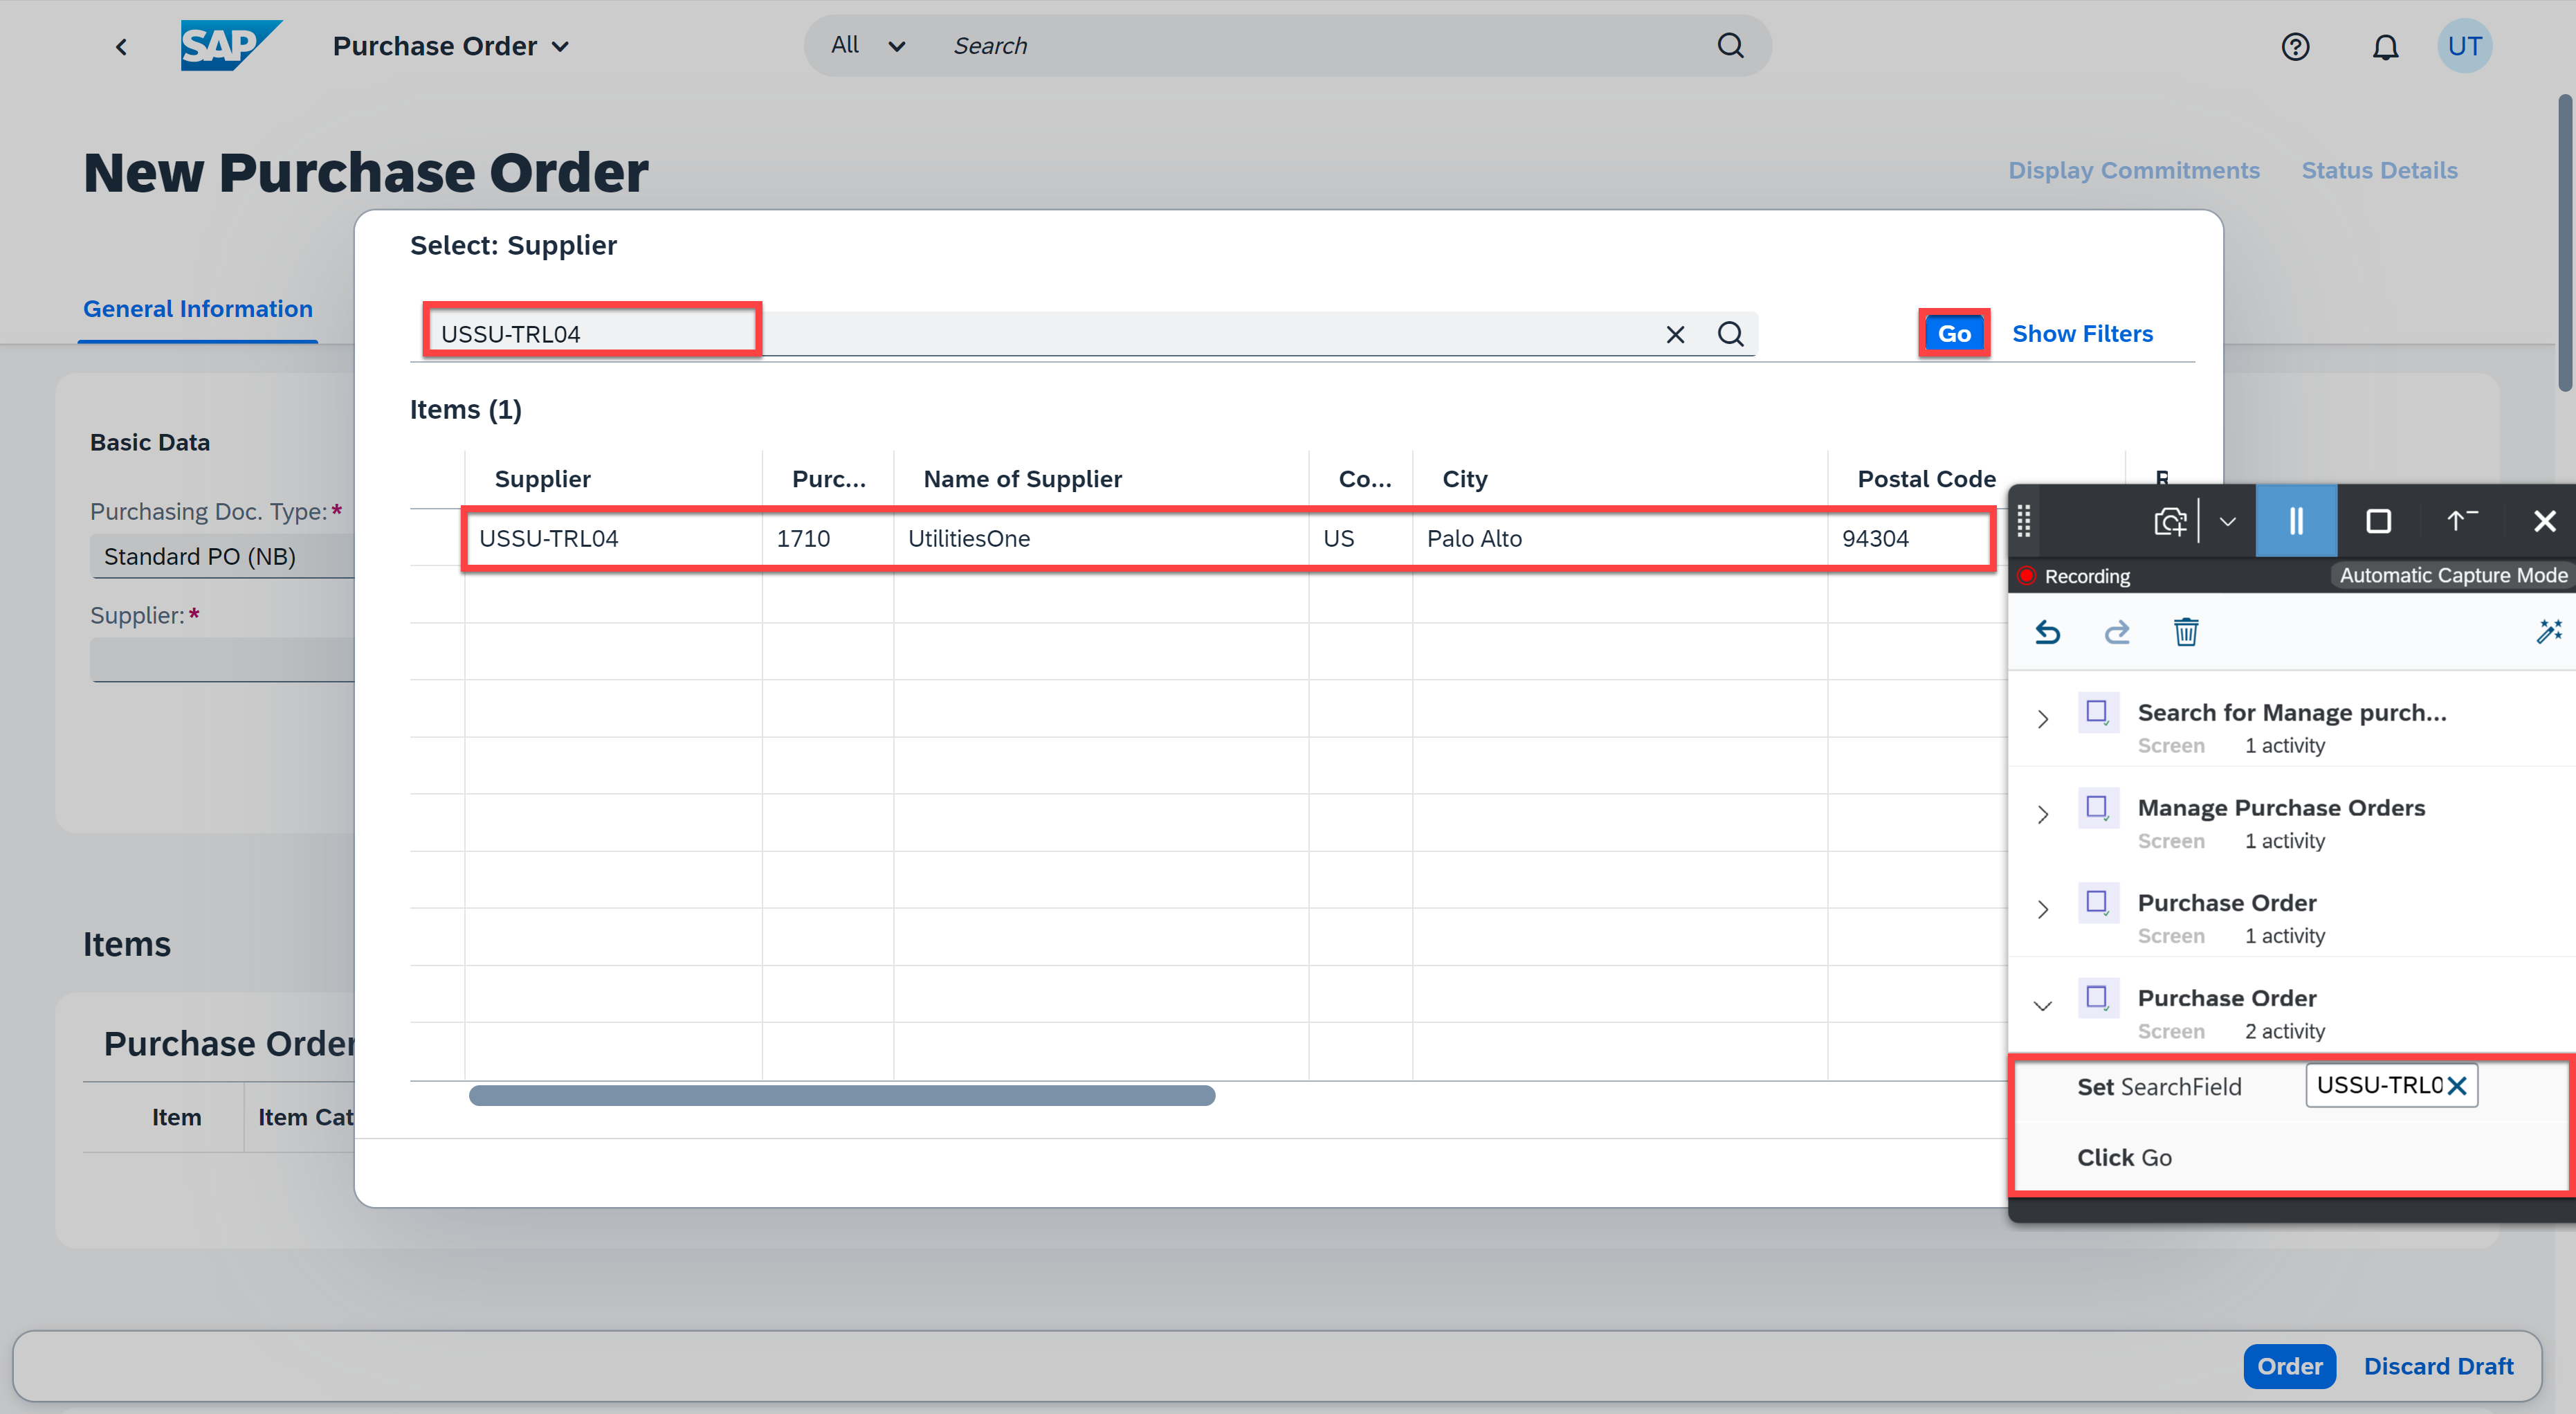 SAP
Purchase Order
All
Search
UT
New Purchase Order
Display Commitments
Status Details
General Information
Select: Supplier
USSU-TRL04
Go
Show Filters
Items (1)
Supplier Purc... Name of Supplier Co... City Postal Code
USSU-TRL04 1710 UtilitiesOne US Palo Alto 94304
Basic Data
Purchasing Doc. Type:*
Standard PO (NB)
Supplier:*
Items
Purchase Order
Item Item Cat
Recording
Automatic Capture Mode
Search for Manage purch...
Screen 1 activity
Manage Purchase Orders
Screen 1 activity
Purchase Order
Screen 1 activity
Purchase Order
Screen 2 activity
Set SearchField USSU-TRL0
Click Go
Order
Discard Draft